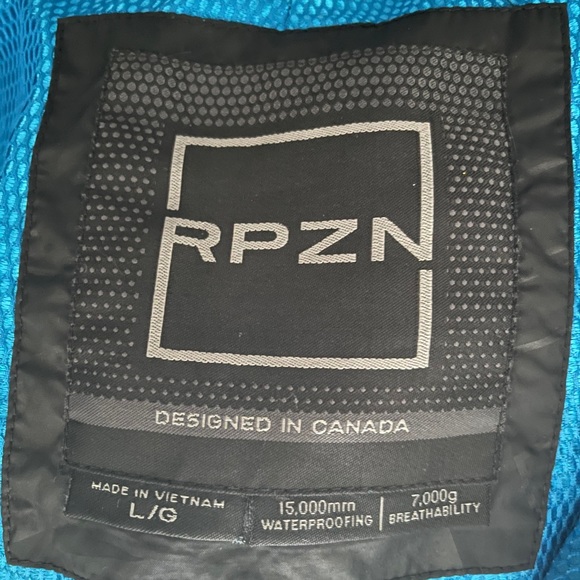 RPZN
DESIGNED IN CANADA
MADE IN VIETNAM
L/G
15,000mm
WATERPROOFING
7,000g
BREATHABILITY